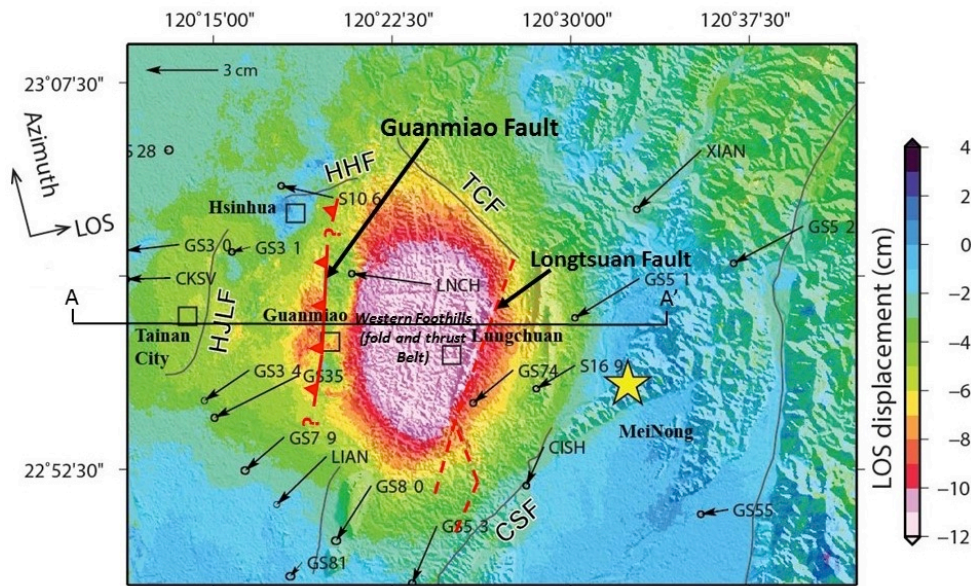 120°15'00"
120°22'30"
120°30'00"
120°37'30"
23°07'30"
22°52'30"
3 cm
Azimuth
LOS
Guanmiao Fault
S 28
HHF
TCF
XIAN
S10 6
Hsinhua
GS3 0
GS3 1
GS5 2
CKSV
Longtsuan Fault
LNCH
GS5 1
A
A'
Guanmiao
Western Foothills
(fold and thrust
Belt)
Lungchuan
Tainan
City
HJLF
GS3 4
GS35
GS74
S16 9
?
?
MeiNong
GS7 9
LIAN
GS8 0
CISH
GS5 3
CSF
GS55
GS81
LOS displacement (cm)
4
2
0
-2
-4
-6
-8
-10
-12